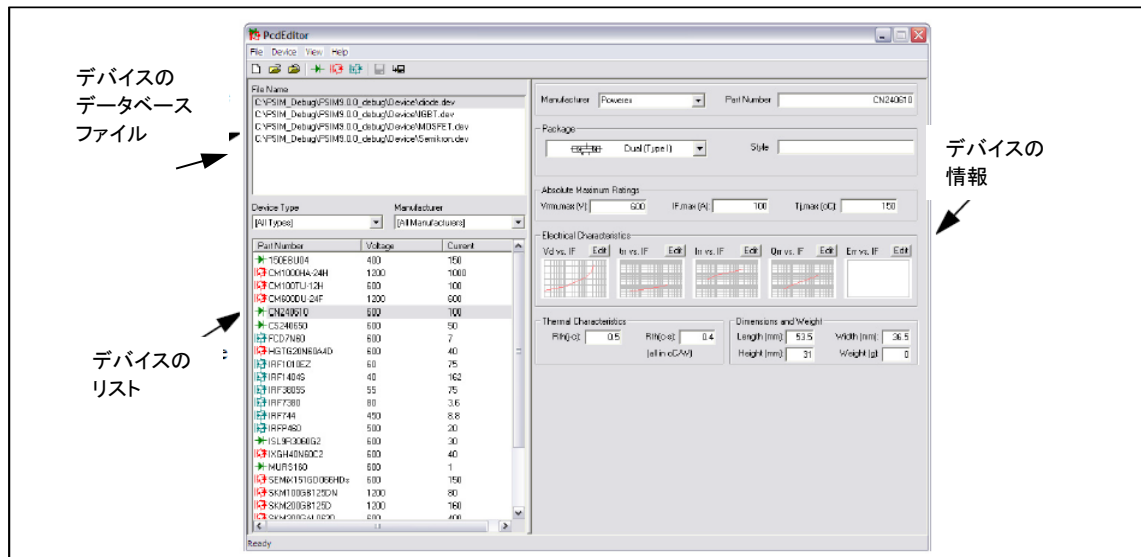 デバイスの
データベース
ファイル
デバイスの
リスト
デバイスの
情報
PcdEditor
File Device View Help
File Name
C:\PSIM_Debug\PSIM9.0.0_debug\Device\diode.dev
C:\PSIM_Debug\PSIM9.0.0_debug\Device\IGBT.dev
C:\PSIM_Debug\PSIM9.0.0_debug\Device\MOSFET.dev
C:\PSIM_Debug\PSIM9.0.0_debug\Device\Semikron.dev
Device Type Manufacturer
[All Types] [All Manufacturers]
Part Number Voltage Current
150EBU04 400 150
CM1000HA-24H 1200 1000
CM100TU-12H 600 100
CM600DU-24F 1200 600
CN240610 600 100
CS240650 600 50
FCD7N60 600 7
HGTG20N60A4D 600 40
IRF1010EZ 60 75
IRF1404S 40 162
IRF3805S 55 75
IRF7380 80 3.6
IRF744 450 8.8
IRFP460 500 20
ISL9R3060G2 600 30
IXGH40N60C2 600 40
MURS160 600 1
SEMiX151GD066HDs 600 150
SKM100GB125DN 1200 80
SKM200GB125D 1200 160
600 400
Ready
Manufacturer Powerex Part Number CN240610
Package
Dual (Type I) Style
Absolute Maximum Ratings
Vrrm,max (V): 600 IF,max (A): 100 Tj,max (oC): 150
Electrical Characteristics
Vd vs. IF Edit trr vs. IF Edit Irr vs. IF Edit Qrr vs. IF Edit Err vs. IF Edit
Thermal Characteristics
Rth(j-c): 0.5 Rth(c-s): 0.4
(all in oC/W)
Dimensions and Weight
Length (mm): 53.5 Width (mm): 36.5
Height (mm): 31 Weight (g): 0